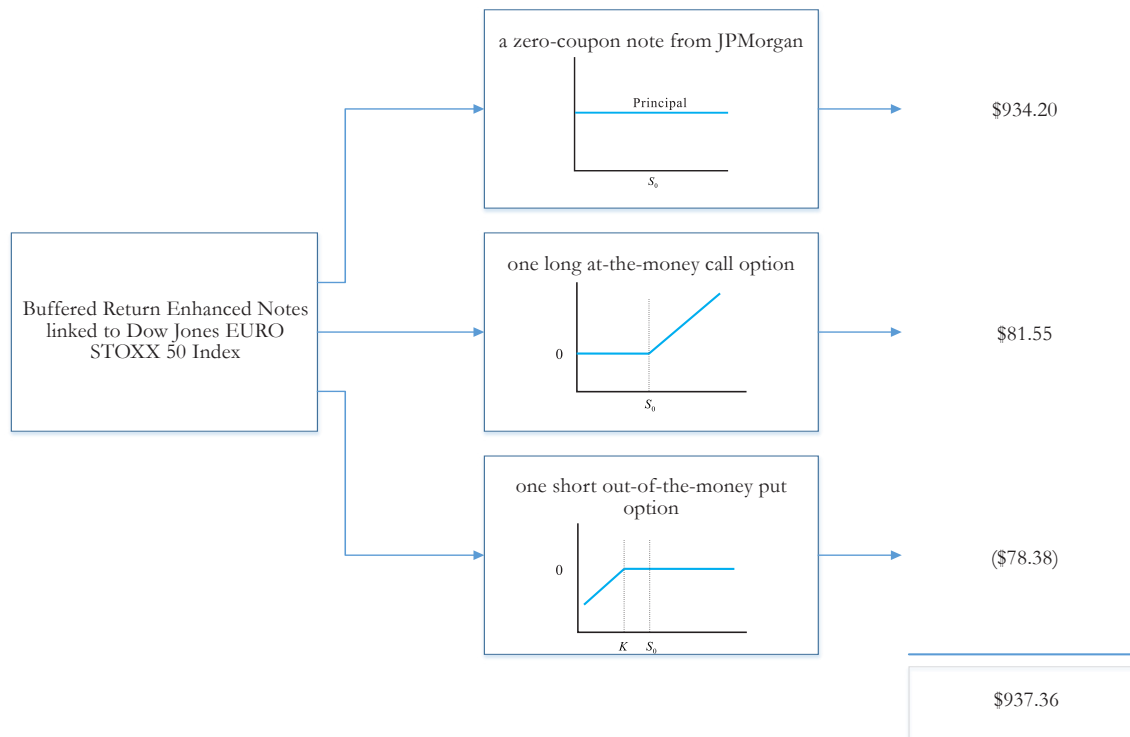 Buffered Return Enhanced Notes
linked to Dow Jones EURO
STOXX 50 Index
a zero-coupon note from JPMorgan
Principal
S₀
$934.20
one long at-the-money call option
0
S₀
$81.55
one short out-of-the-money put
option
0
K S₀
($78.38)
$937.36